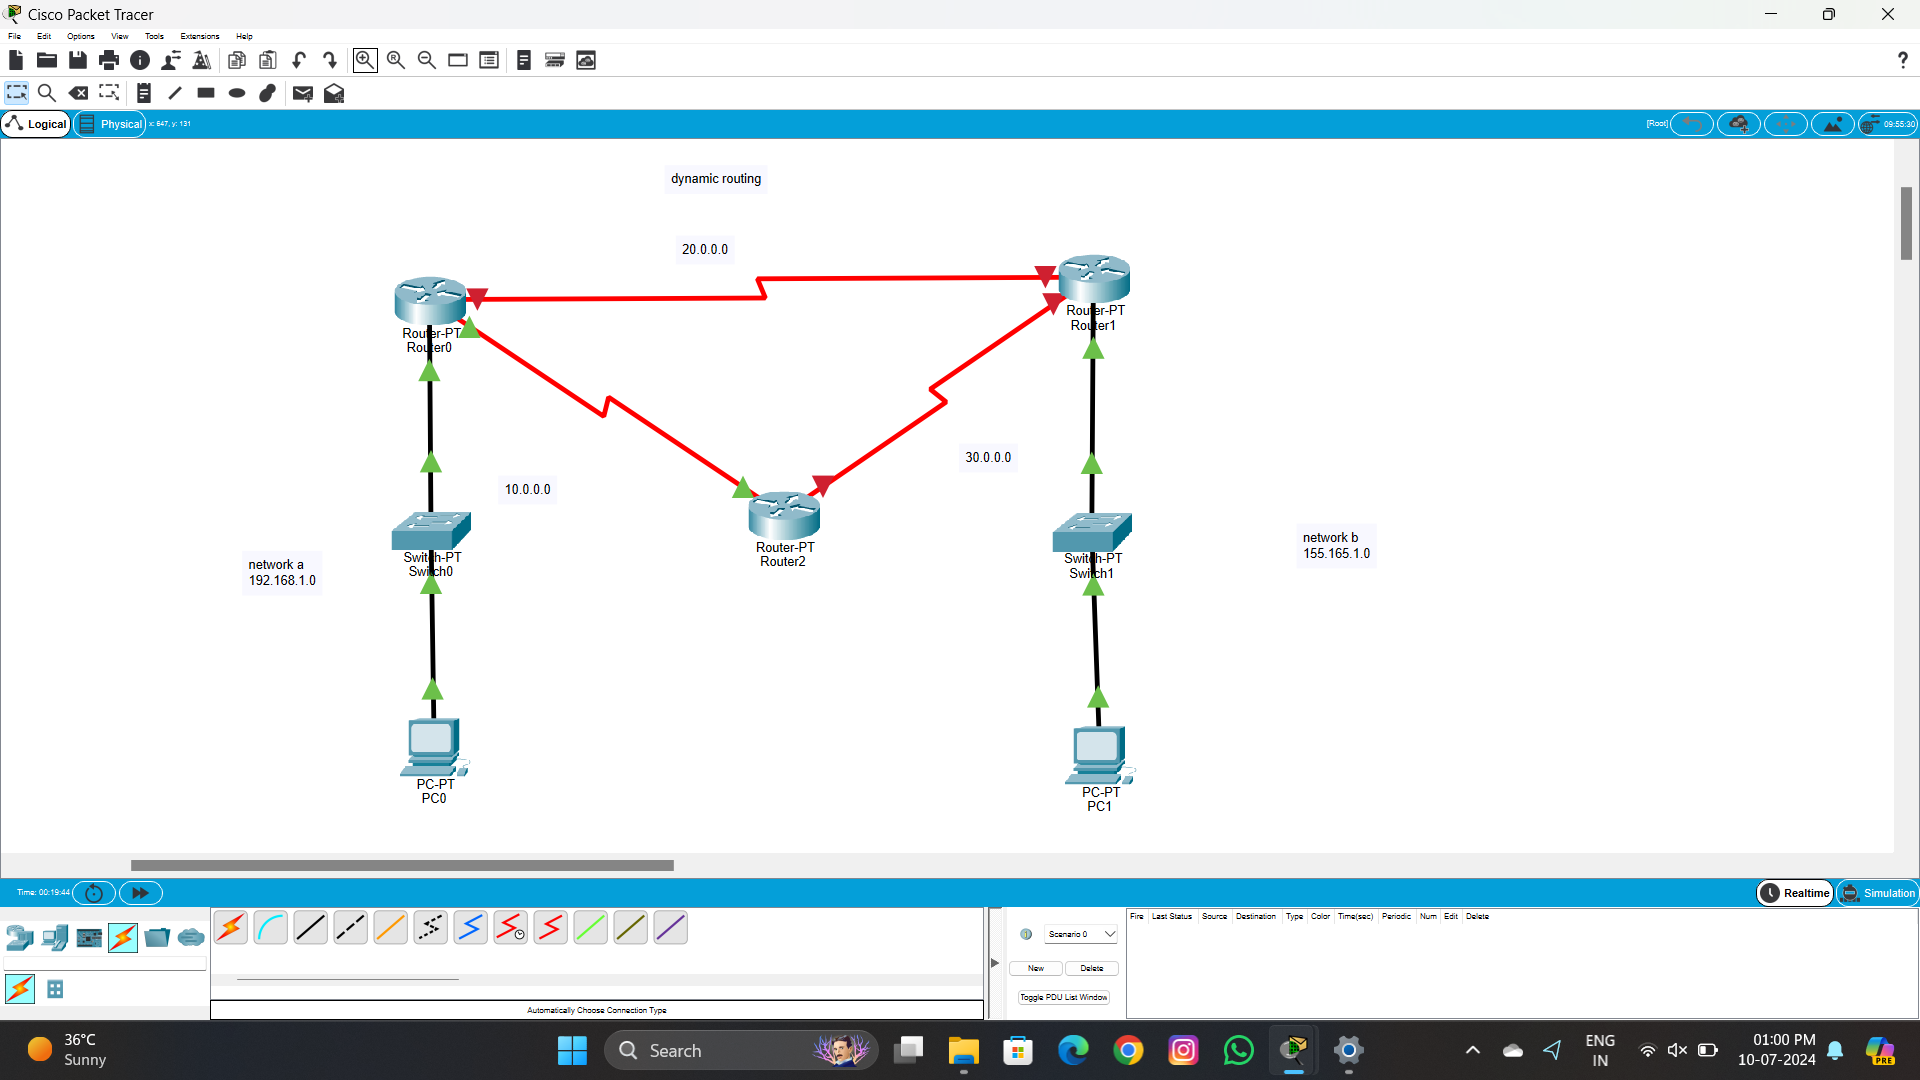 Cisco Packet Tracer
File Edit Options View Tools Extensions Help
?
Logical Physical x: 647, y: 131 [Root] 09:55:30
dynamic routing
20.0.0.0
Router-PT
Router0
Router-PT
Router1
30.0.0.0
10.0.0.0
Router-PT
Router2
network a
192.168.1.0
Switch-PT
Switch0
Switch-PT
Switch1
network b
155.165.1.0
PC-PT
PC0
PC-PT
PC1
Time: 00:19:44 Realtime Simulation
Fire Last Status Source Destination Type Color Time(sec) Periodic Num Edit Delete
Scenario 0
New Delete
Toggle PDU List Window
Automatically Choose Connection Type
36°C
Sunny
Search
ENG
IN
01:00 PM
10-07-2024
PRE